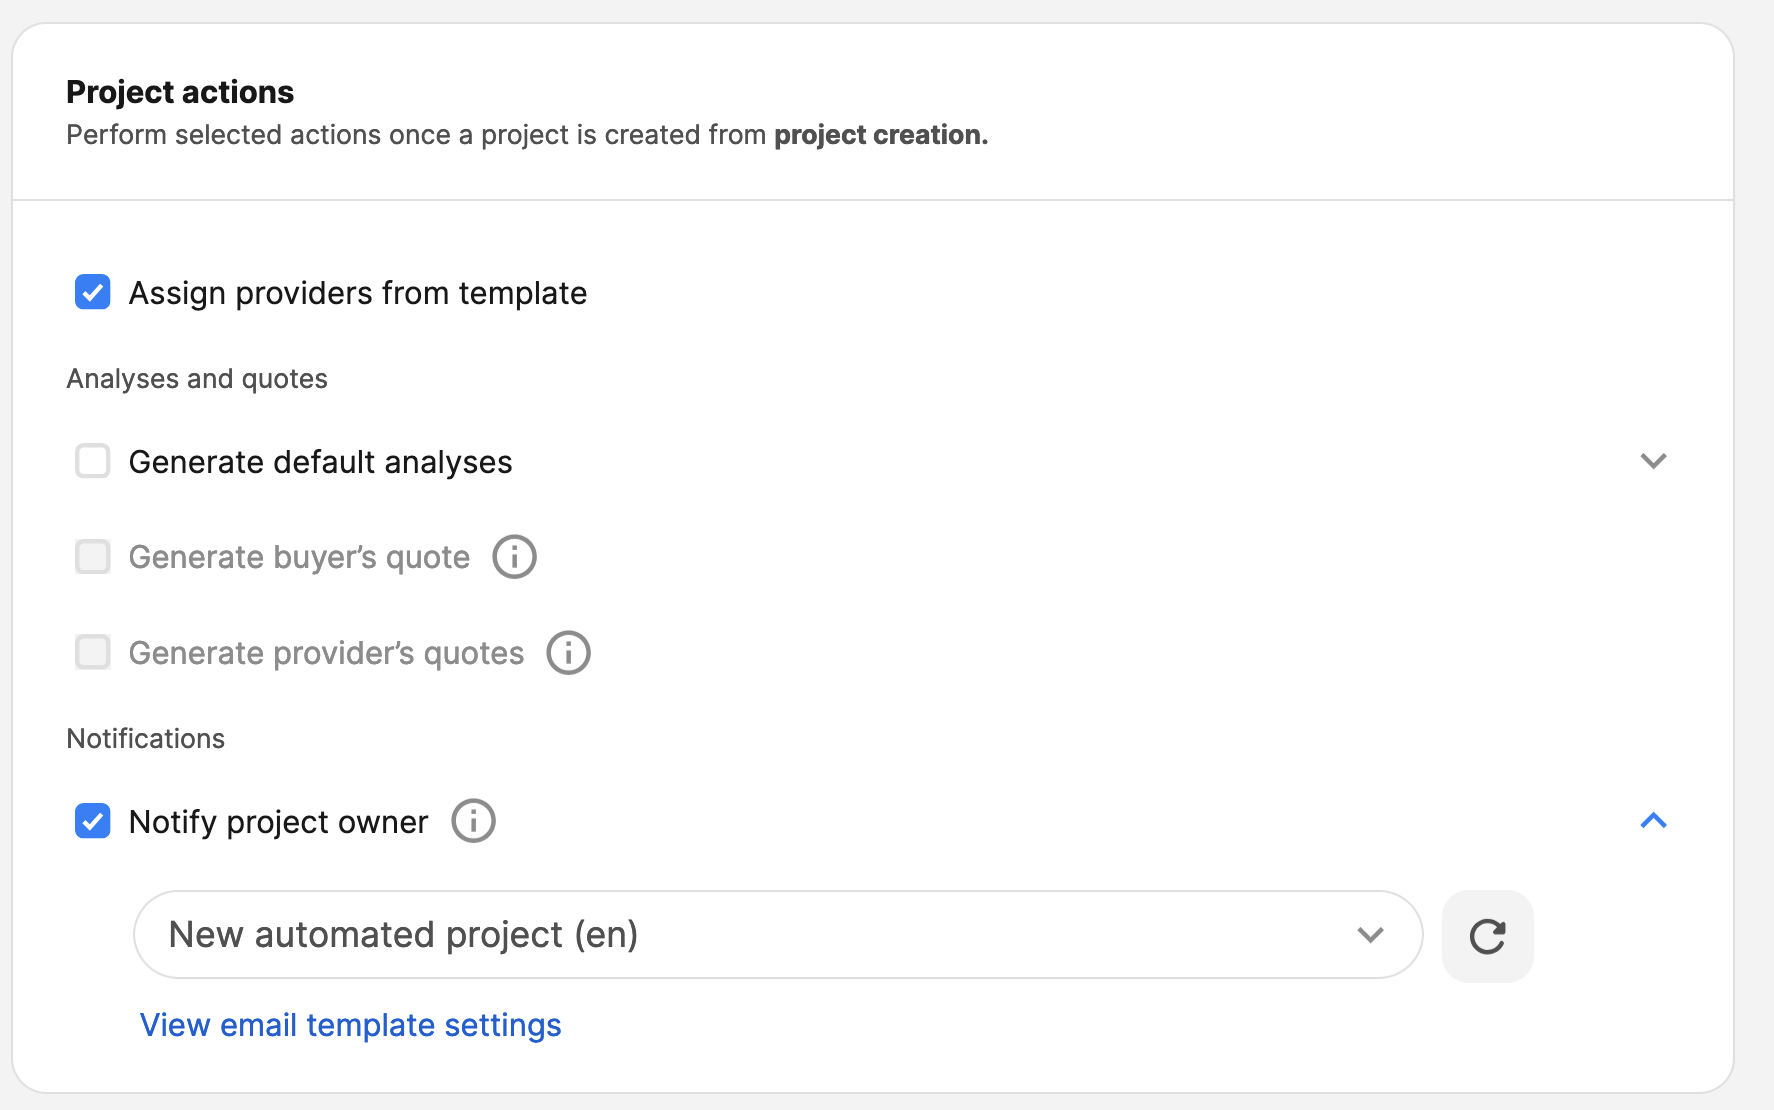 Project actions
Perform selected actions once a project is created from project creation.
Assign providers from template
Analyses and quotes
Generate default analyses
Generate buyer’s quote
Generate provider’s quotes
Notifications
Notify project owner
New automated project (en)
View email template settings